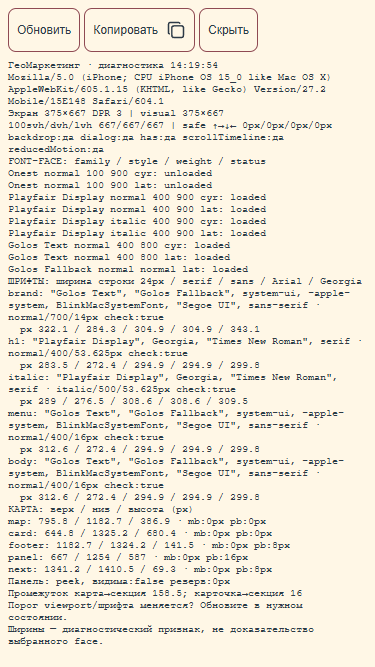 Обновить
Копировать
Скрыть
ГеоМаркетинг · диагностика 14:19:54
Mozilla/5.0 (iPhone; CPU iPhone OS 15_0 like Mac OS X)
AppleWebKit/605.1.15 (KHTML, like Gecko) Version/27.2
Mobile/15E148 Safari/604.1
Экран 375×667 DPR 3 | visual 375×667
100svh/dvh/lvh 667/667/667 | safe ↑→↓← 0px/0px/0px/0px
backdrop:да dialog:да has:да scrollTimeline:да
reducedMotion:да
FONT-FACE: family / style / weight / status
Onest normal 100 900 cyr: unloaded
Onest normal 100 900 lat: unloaded
Playfair Display normal 400 900 cyr: loaded
Playfair Display normal 400 900 lat: loaded
Playfair Display italic 400 900 cyr: loaded
Playfair Display italic 400 900 lat: loaded
Golos Text normal 400 800 cyr: loaded
Golos Text normal 400 800 lat: loaded
Golos Fallback normal normal lat: loaded
ШРИФТЫ: ширина строки 24px / serif / sans / Arial / Georgia
brand: "Golos Text", "Golos Fallback", system-ui, -apple-
system, BlinkMacSystemFont, "Segoe UI", sans-serif ·
normal/700/14px check:true
px 322.1 / 284.3 / 304.9 / 304.9 / 343.1
h1: "Playfair Display", Georgia, "Times New Roman", serif ·
normal/400/53.625px check:true
px 283.5 / 272.4 / 294.9 / 294.9 / 299.8
italic: "Playfair Display", Georgia, "Times New Roman",
serif · italic/500/53.625px check:true
px 289 / 276.5 / 308.6 / 308.6 / 309.5
menu: "Golos Text", "Golos Fallback", system-ui, -apple-
system, BlinkMacSystemFont, "Segoe UI", sans-serif ·
normal/400/16px check:true
px 312.6 / 272.4 / 294.9 / 294.9 / 299.8
body: "Golos Text", "Golos Fallback", system-ui, -apple-
system, BlinkMacSystemFont, "Segoe UI", sans-serif ·
normal/400/16px check:true
px 312.6 / 272.4 / 294.9 / 294.9 / 299.8
КАРТА: верх / низ / высота (px)
map: 795.8 / 1182.7 / 386.9 · mb:0px pb:0px
card: 644.8 / 1325.2 / 680.4 · mb:0px pb:0px
footer: 1182.7 / 1324.2 / 141.5 · mb:0px pb:8px
panel: 667 / 1254 / 587 · mb:0px pb:16px
next: 1341.2 / 1410.5 / 69.3 · mb:0px pb:8px
Панель: peek, видима:false резерв:0px
Промежуток карта→секция 158.5; карточка→секция 16
Порог viewport/шрифта меняется? Обновите в нужном
состоянии.
Ширины — диагностический признак, не доказательство
выбранного face.